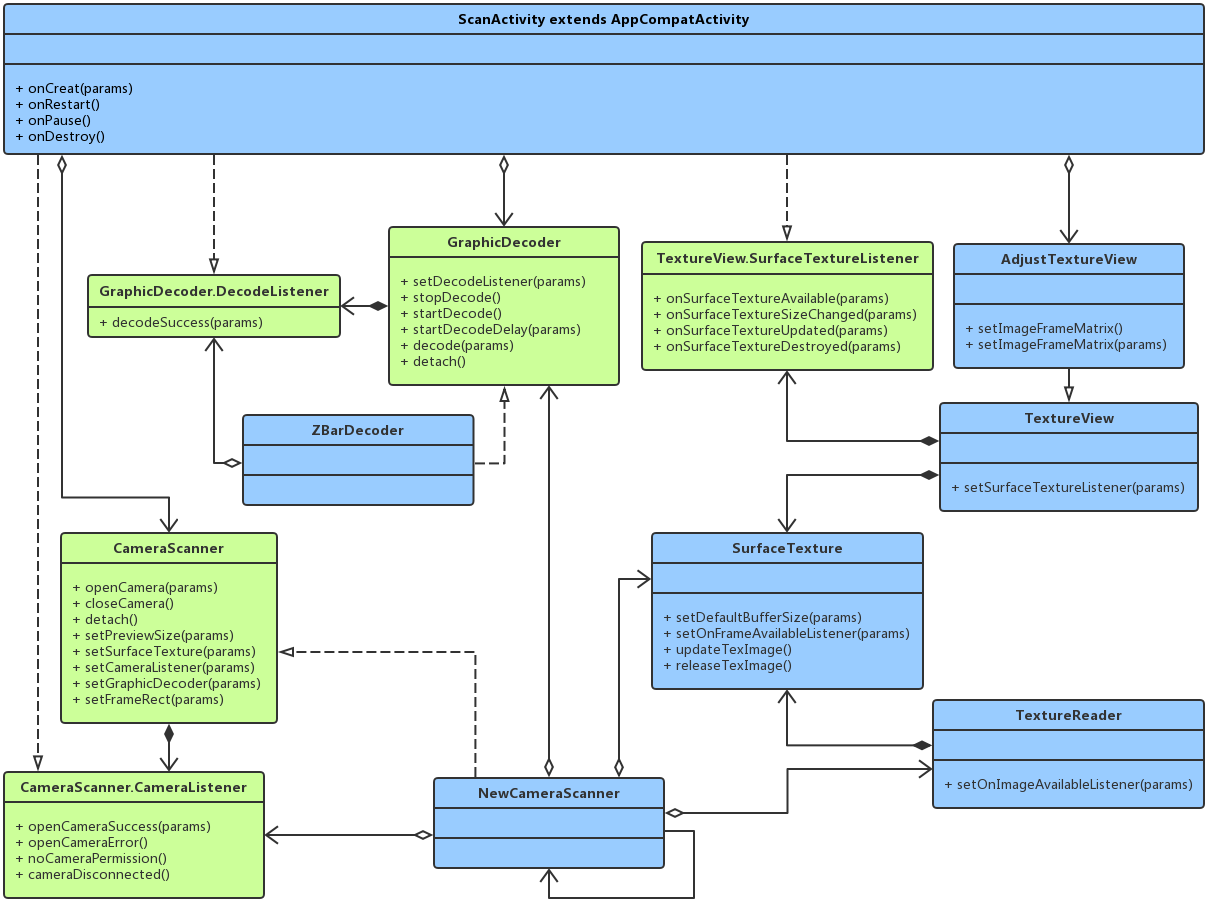 ScanActivity extends AppCompatActivity
+ onCreat(params)
+ onRestart()
+ onPause()
+ onDestroy()
GraphicDecoder
+ setDecodeListener(params)
+ stopDecode()
+ startDecode()
+ startDecodeDelay(params)
+ decode(params)
+ detach()
TextureView.SurfaceTextureListener
+ onSurfaceTextureAvailable(params)
+ onSurfaceTextureSizeChanged(params)
+ onSurfaceTextureUpdated(params)
+ onSurfaceTextureDestroyed(params)
AdjustTextureView
+ setImageFrameMatrix()
+ setImageFrameMatrix(params)
GraphicDecoder.DecodeListener
+ decodeSuccess(params)
ZBarDecoder
TextureView
+ setSurfaceTextureListener(params)
CameraScanner
+ openCamera(params)
+ closeCamera()
+ detach()
+ setPreviewSize(params)
+ setSurfaceTexture(params)
+ setCameraListener(params)
+ setGraphicDecoder(params)
+ setFrameRect(params)
SurfaceTexture
+ setDefaultBufferSize(params)
+ setOnFrameAvailableListener(params)
+ updateTexImage()
+ releaseTexImage()
TextureReader
+ setOnImageAvailableListener(params)
CameraScanner.CameraListener
+ openCameraSuccess(params)
+ openCameraError()
+ noCameraPermission()
+ cameraDisconnected()
NewCameraScanner